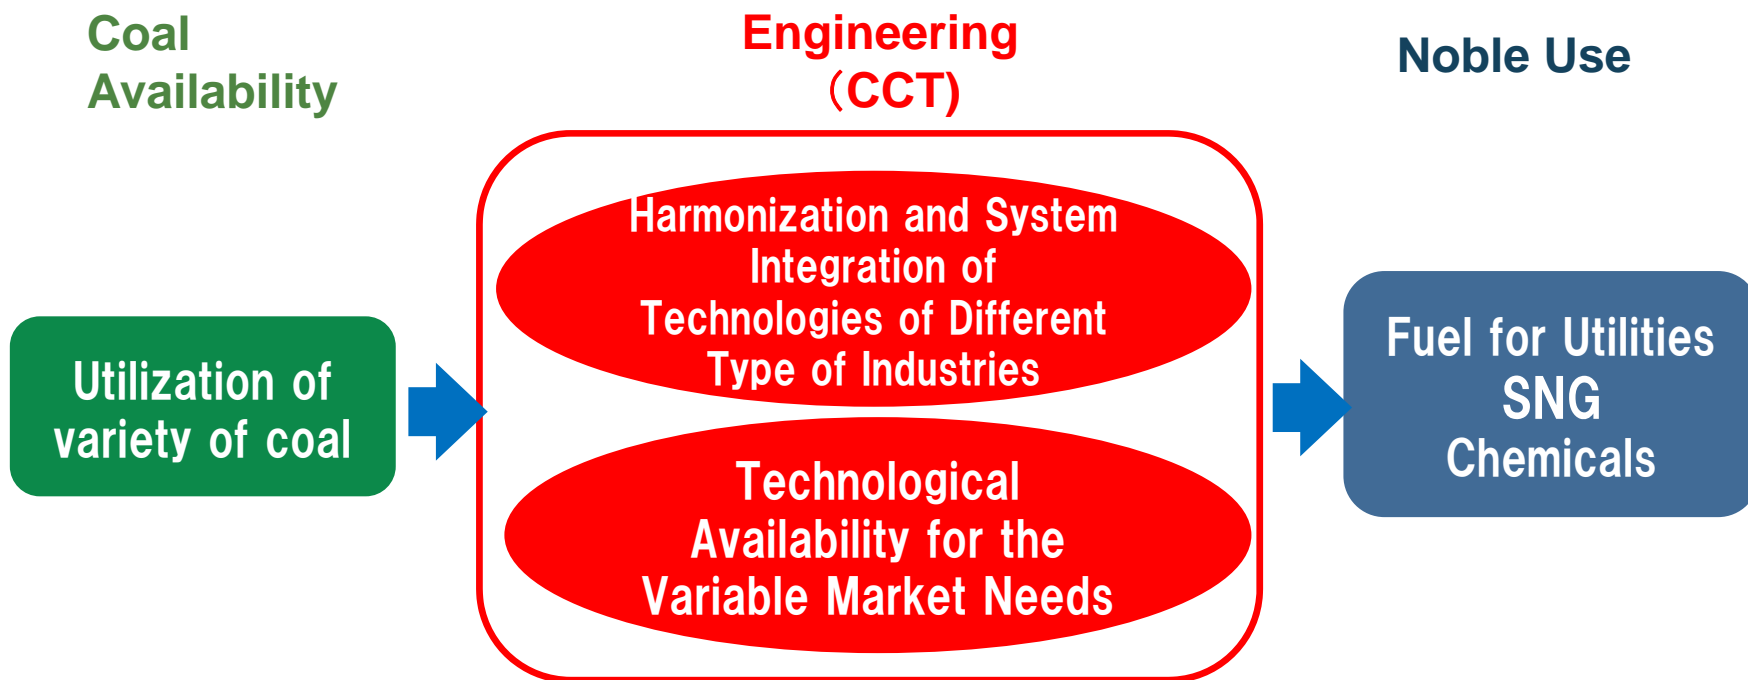 Coal
Availability
Engineering
（CCT)
Noble Use
Utilization of
variety of coal
Harmonization and System
Integration of
Technologies of Different
Type of Industries
Technological
Availability for the
Variable Market Needs
Fuel for Utilities
SNG
Chemicals